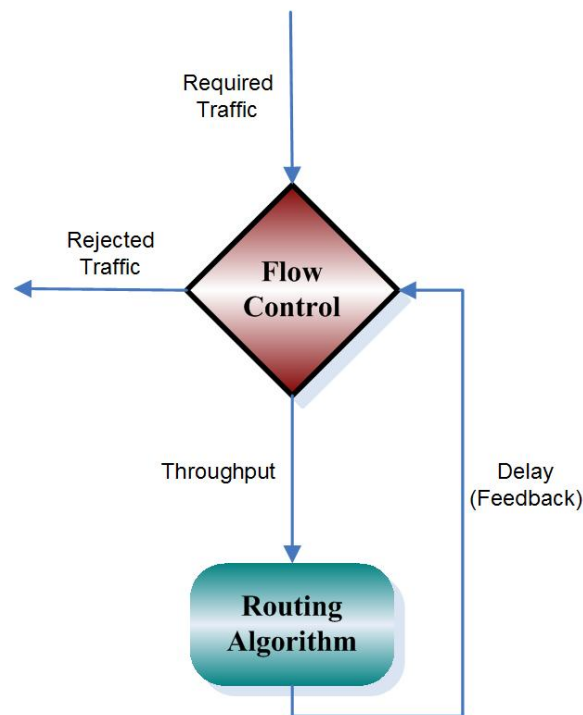 Required
Traffic
Rejected
Traffic
Flow
Control
Throughput
Delay
(Feedback)
Routing
Algorithm